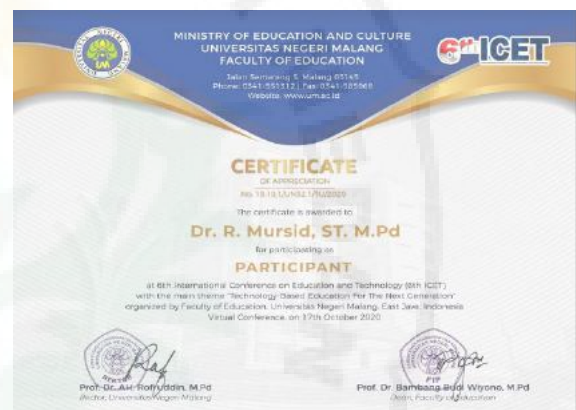 MINISTRY OF EDUCATION AND CULTURE
UNIVERSITAS NEGERI MALANG
FACULTY OF EDUCATION
Jalan Semarang 5 Malang 65145
Website: www.um.ac.id
6th ICET
CERTIFICATE
OF APPRECIATION
The certificate is awarded to
Dr. R. Mursid, ST. M.Pd
for participating as
PARTICIPANT
at 6th International Conference on Education and Technology (6th ICET)
with the main theme "Technology Based Education For The Next Generation"
organized by Faculty of Education, Universitas Negeri Malang, East Java, Indonesia
Virtual Conference, on 17th October 2020
Prof. Dr. AH. Rofi'uddin, M.Pd
Rector, Universitas Negeri Malang
Prof. Dr. Bambang Budi Wiyono, M.Pd
Dean, Faculty of Education